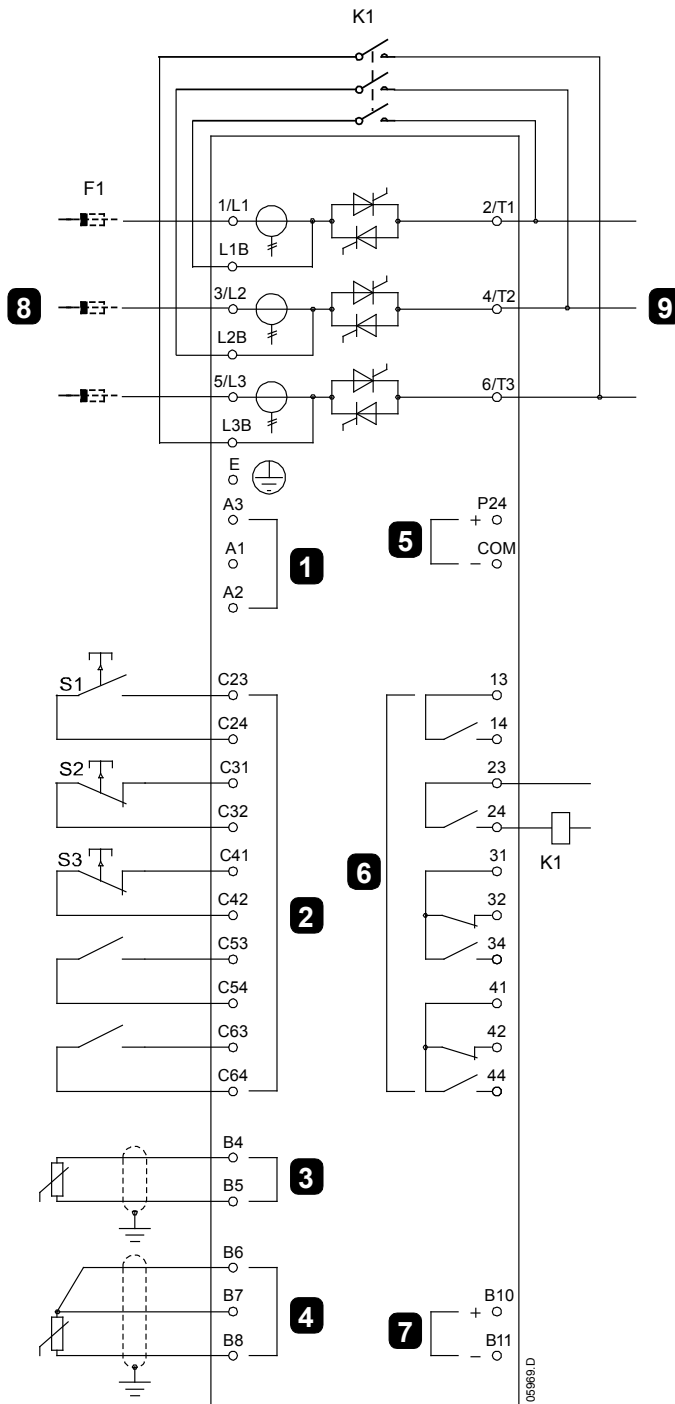 K1
F1
1/L1
2/T1
L1B
8
3/L2
4/T2
9
L2B
5/L3
6/T3
L3B
E
A3
P24
5
+
A1
COM
1
-
A2
S1
C23
13
C24
14
S2
C31
23
C32
24
S3
C41
31
K1
6
2
C42
32
C53
34
C54
41
C63
42
C64
44
B4
3
B5
B6
B7
B10
4
7
+
B8
B11
-
05969.D